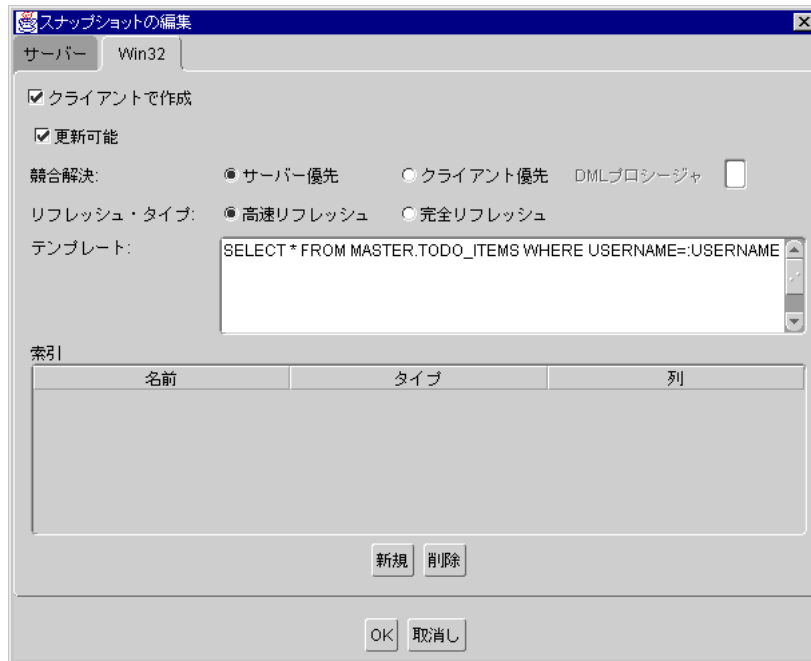 スナップショットの編集
サーバー Win32
クライアントで作成
更新可能
競合解決: サーバー優先 クライアント優先 DMLプロシージャ
リフレッシュ・タイプ: 高速リフレッシュ 完全リフレッシュ
テンプレート: SELECT * FROM MASTER.TODO_ITEMS WHERE USERNAME=:USERNAME
索引
名前 タイプ 列
新規 削除
OK 取消し